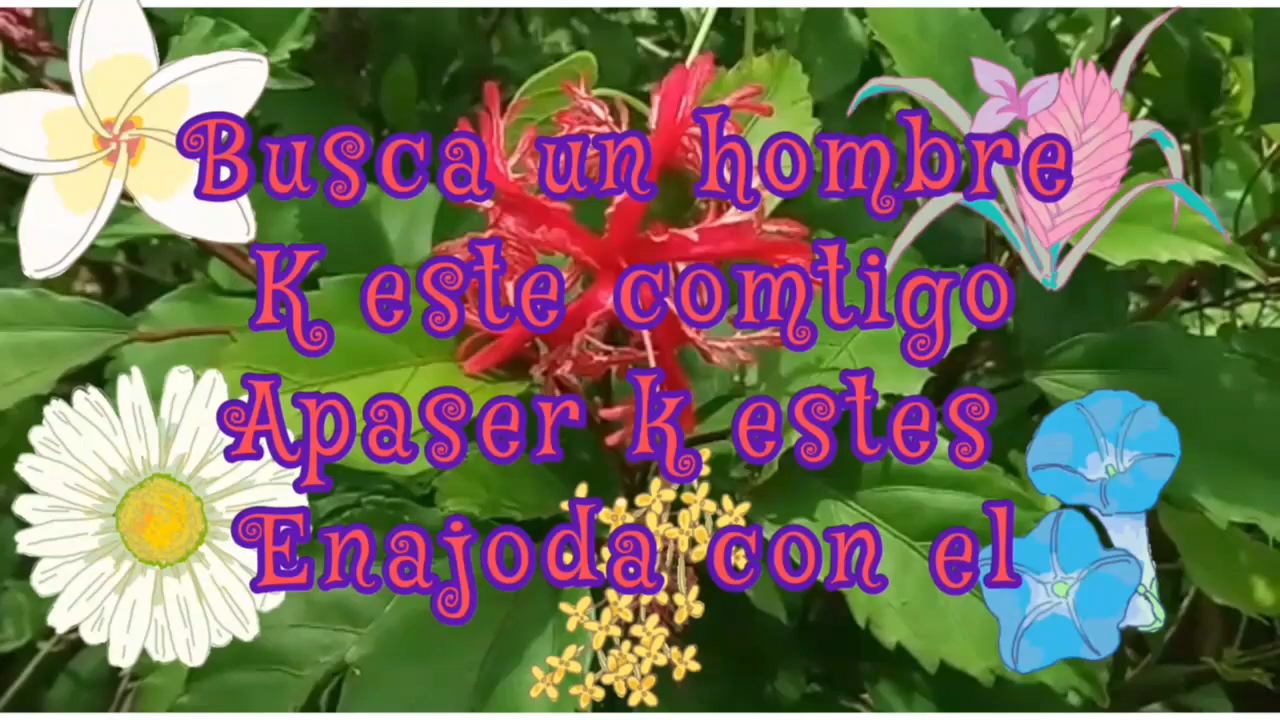 Busca un hombre
K este comtigo
Apaser k estes
Enajoda con el